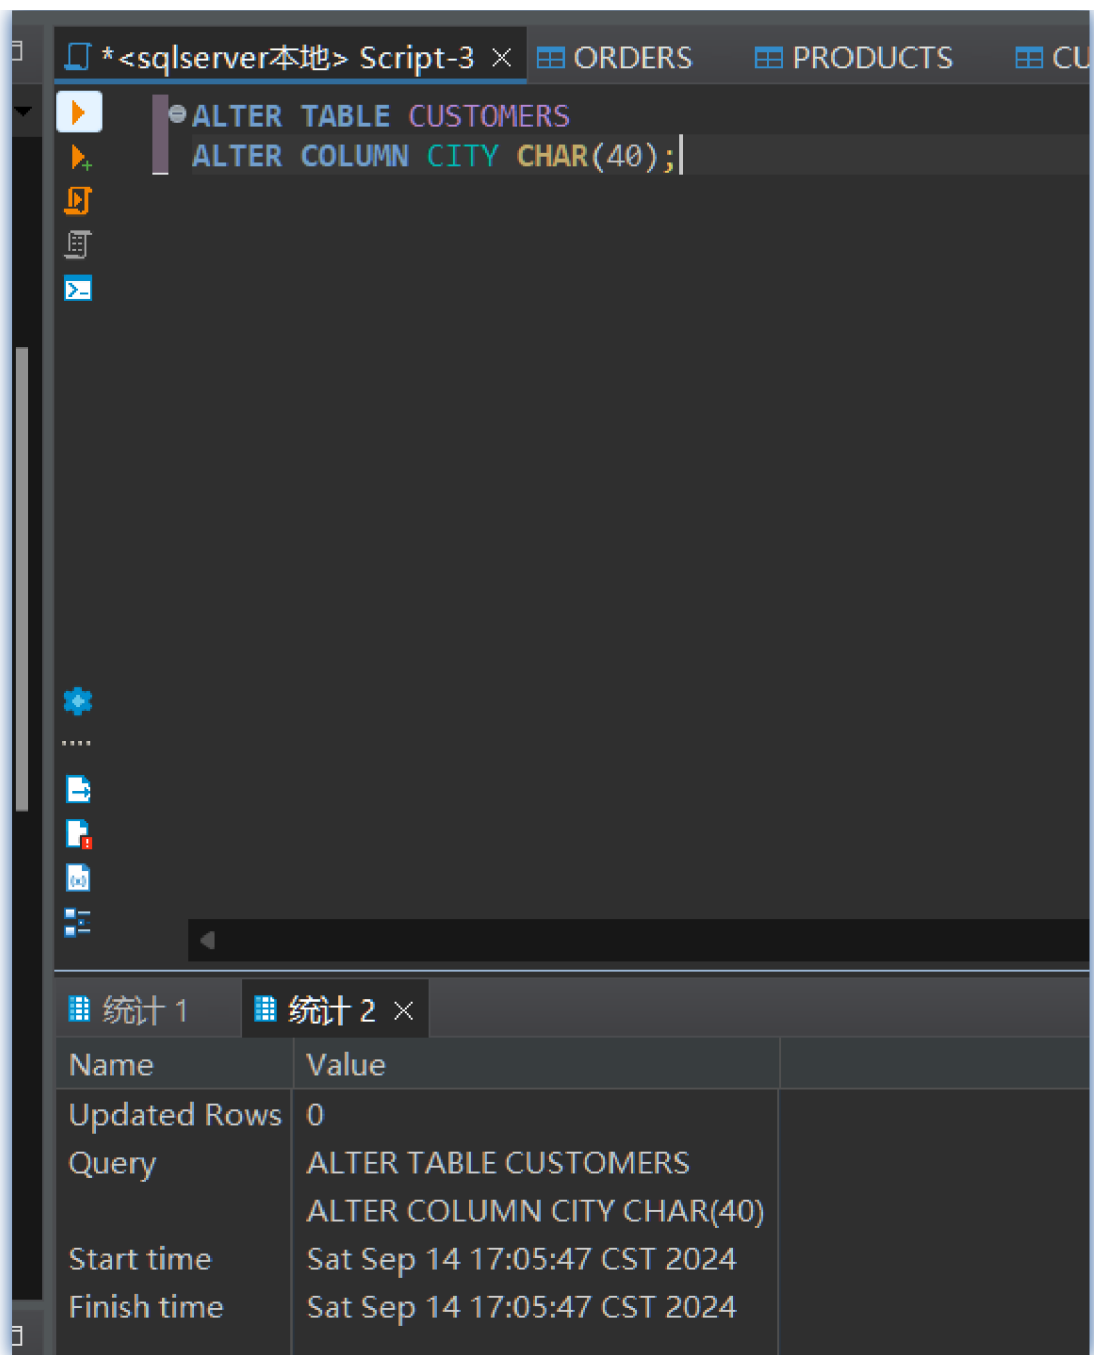 *<sqlserver本地> Script-3
ORDERS
PRODUCTS
CU
ALTER TABLE CUSTOMERS
ALTER COLUMN CITY CHAR(40);
统计 1
统计 2
Name Value
Updated Rows 0
Query ALTER TABLE CUSTOMERS
ALTER COLUMN CITY CHAR(40)
Start time Sat Sep 14 17:05:47 CST 2024
Finish time Sat Sep 14 17:05:47 CST 2024